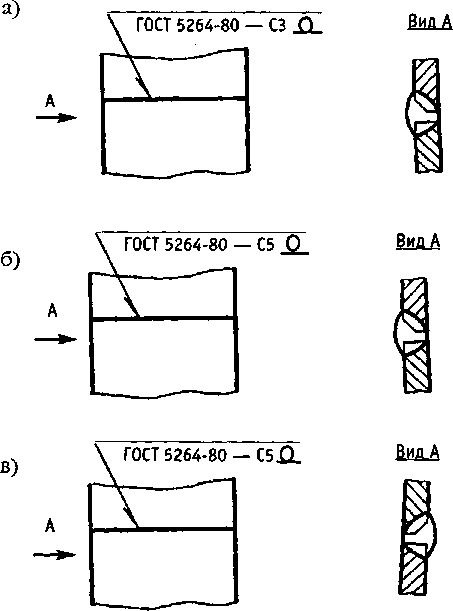 а)
ГОСТ 5264-80 — С3 О
Вид А
А
б)
ГОСТ 5264-80 — С5 О
Вид А
А
в)
ГОСТ 5264-80 — С5 О
Вид А
А